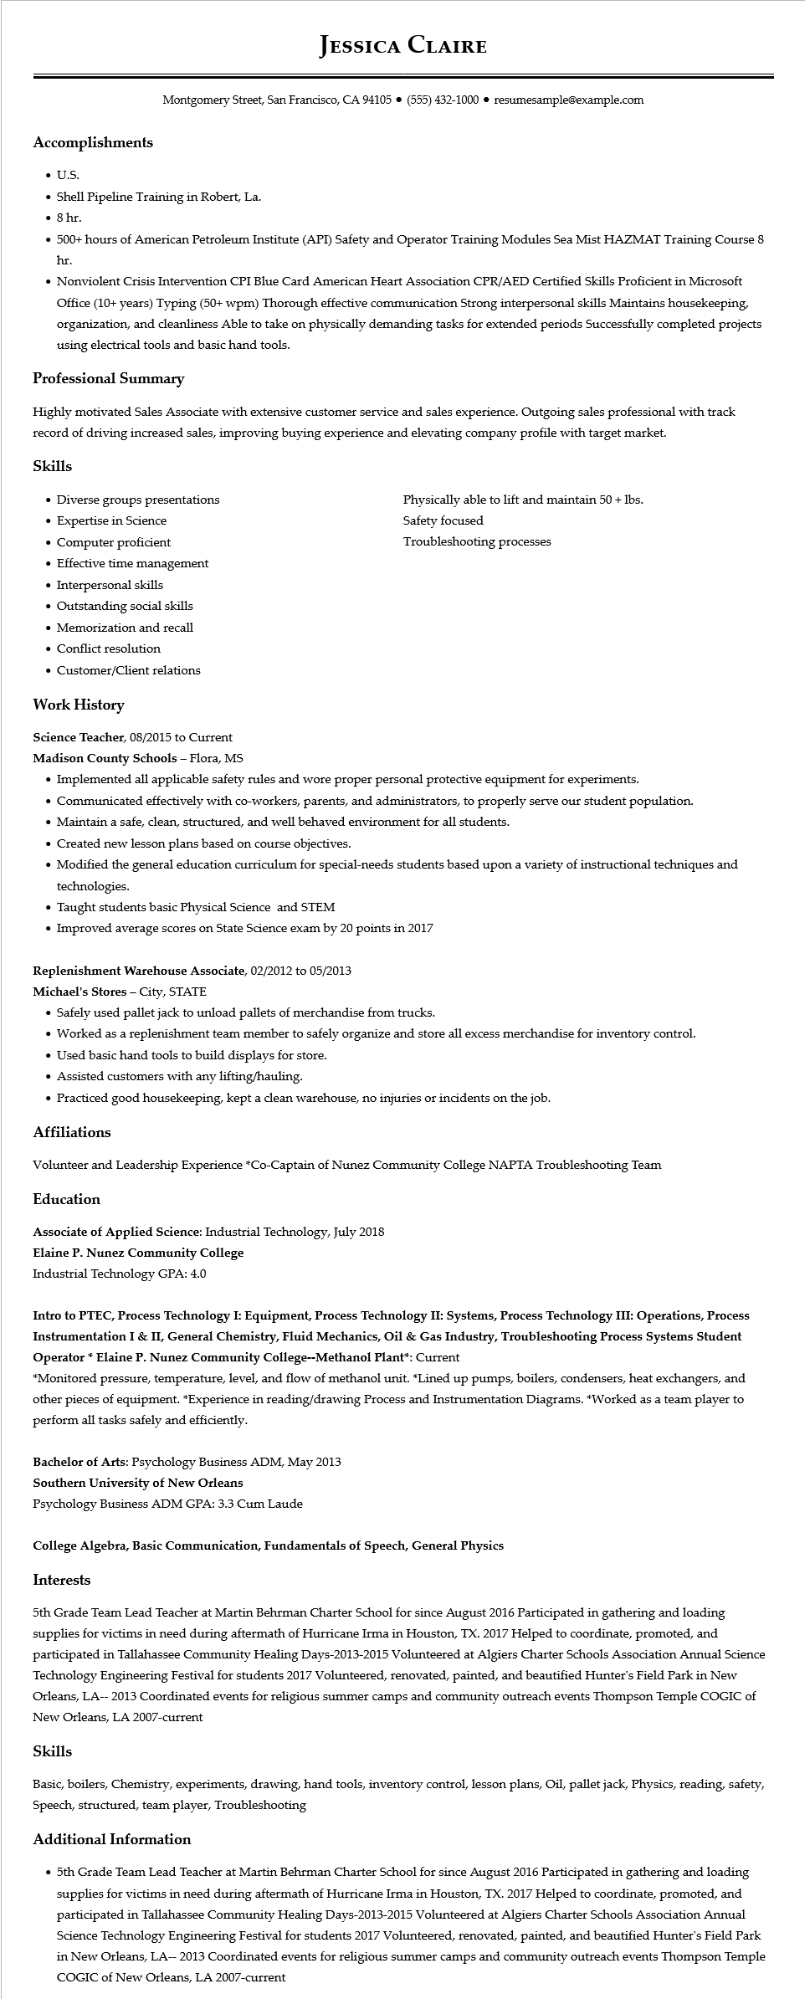 Jessica Claire
Montgomery Street, San Francisco, CA 94105 ● (555) 432-1000 ● resumesample@example.com
Accomplishments
• U.S.
• Shell Pipeline Training in Robert, La.
• 8 hr.
• 500+ hours of American Petroleum Institute (API) Safety and Operator Training Modules Sea Mist HAZMAT Training Course 8
hr.
• Nonviolent Crisis Intervention CPI Blue Card American Heart Association CPR/AED Certified Skills Proficient in Microsoft
Office (10+ years) Typing (50+ wpm) Thorough effective communication Strong interpersonal skills Maintains housekeeping,
organization, and cleanliness Able to take on physically demanding tasks for extended periods Successfully completed projects
using electrical tools and basic hand tools.
Professional Summary
Highly motivated Sales Associate with extensive customer service and sales experience. Outgoing sales professional with track
record of driving increased sales, improving buying experience and elevating company profile with target market.
Skills
• Diverse groups presentations
• Expertise in Science
• Computer proficient
• Effective time management
• Interpersonal skills
• Outstanding social skills
• Memorization and recall
• Conflict resolution
• Customer/Client relations
Physically able to lift and maintain 50 + lbs.
Safety focused
Troubleshooting processes
Work History
Science Teacher, 08/2015 to Current
Madison County Schools – Flora, MS
• Implemented all applicable safety rules and wore proper personal protective equipment for experiments.
• Communicated effectively with co-workers, parents, and administrators, to properly serve our student population.
• Maintain a safe, clean, structured, and well behaved environment for all students.
• Created new lesson plans based on course objectives.
• Modified the general education curriculum for special-needs students based upon a variety of instructional techniques and
technologies.
• Taught students basic Physical Science  and STEM
• Improved average scores on State Science exam by 20 points in 2017
Replenishment Warehouse Associate, 02/2012 to 05/2013
Michael's Stores – City, STATE
• Safely used pallet jack to unload pallets of merchandise from trucks.
• Worked as a replenishment team member to safely organize and store all excess merchandise for inventory control.
• Used basic hand tools to build displays for store.
• Assisted customers with any lifting/hauling.
• Practiced good housekeeping, kept a clean warehouse, no injuries or incidents on the job.
Affiliations
Volunteer and Leadership Experience *Co-Captain of Nunez Community College NAPTA Troubleshooting Team
Education
Associate of Applied Science: Industrial Technology, July 2018
Elaine P. Nunez Community College
Industrial Technology GPA: 4.0
Intro to PTEC, Process Technology I: Equipment, Process Technology II: Systems, Process Technology III: Operations, Process
Instrumentation I & II, General Chemistry, Fluid Mechanics, Oil & Gas Industry, Troubleshooting Process Systems Student
Operator * Elaine P. Nunez Community College--Methanol Plant*: Current
*Monitored pressure, temperature, level, and flow of methanol unit. *Lined up pumps, boilers, condensers, heat exchangers, and
other pieces of equipment. *Experience in reading/drawing Process and Instrumentation Diagrams. *Worked as a team player to
perform all tasks safely and efficiently.
Bachelor of Arts: Psychology Business ADM, May 2013
Southern University of New Orleans
Psychology Business ADM GPA: 3.3 Cum Laude
College Algebra, Basic Communication, Fundamentals of Speech, General Physics
Interests
5th Grade Team Lead Teacher at Martin Behrman Charter School for since August 2016 Participated in gathering and loading
supplies for victims in need during aftermath of Hurricane Irma in Houston, TX. 2017 Helped to coordinate, promoted, and
participated in Tallahassee Community Healing Days-2013-2015 Volunteered at Algiers Charter Schools Association Annual Science
Technology Engineering Festival for students 2017 Volunteered, renovated, painted, and beautified Hunter's Field Park in New
Orleans, LA-- 2013 Coordinated events for religious summer camps and community outreach events Thompson Temple COGIC of
New Orleans, LA 2007-current
Skills
Basic, boilers, Chemistry, experiments, drawing, hand tools, inventory control, lesson plans, Oil, pallet jack, Physics, reading, safety,
Speech, structured, team player, Troubleshooting
Additional Information
• 5th Grade Team Lead Teacher at Martin Behrman Charter School for since August 2016 Participated in gathering and loading
supplies for victims in need during aftermath of Hurricane Irma in Houston, TX. 2017 Helped to coordinate, promoted, and
participated in Tallahassee Community Healing Days-2013-2015 Volunteered at Algiers Charter Schools Association Annual
Science Technology Engineering Festival for students 2017 Volunteered, renovated, painted, and beautified Hunter's Field Park
in New Orleans, LA-- 2013 Coordinated events for religious summer camps and community outreach events Thompson Temple
COGIC of New Orleans, LA 2007-current